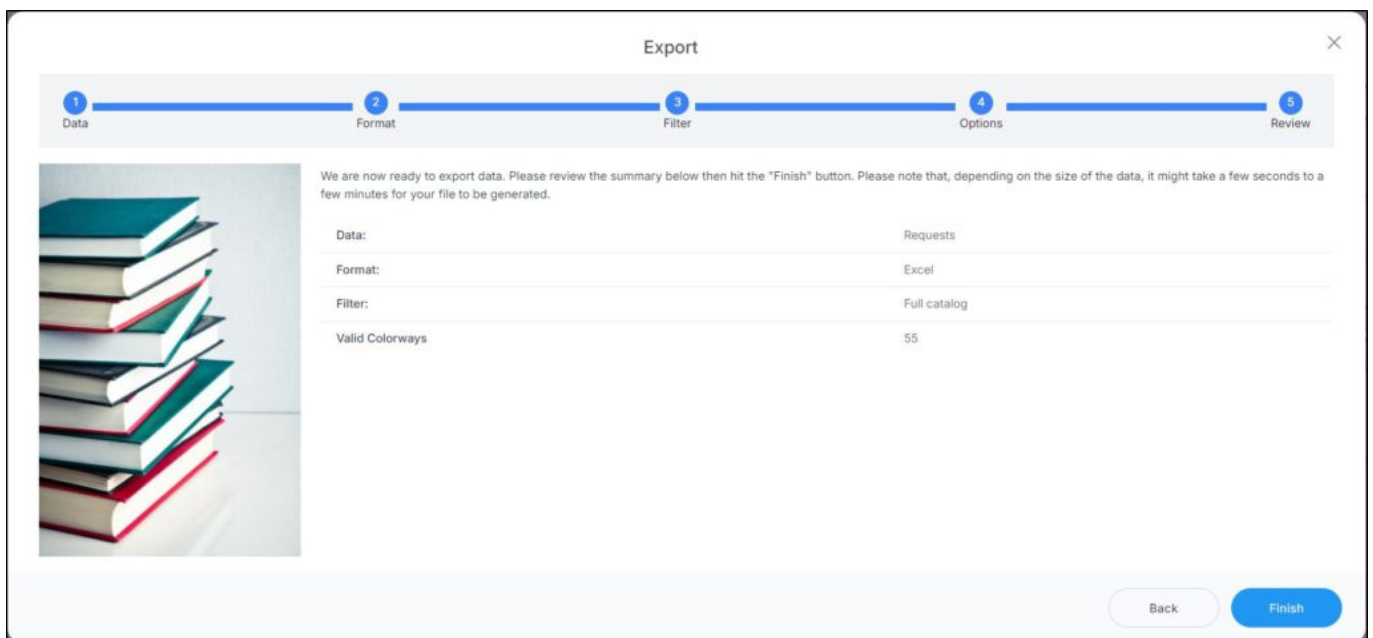 Export
1
2
3
4
5
Data
Format
Filter
Options
Review
We are now ready to export data. Please review the summary below then hit the "Finish" button. Please note that, depending on the size of the data, it might take a few seconds to a
few minutes for your file to be generated.
Data: Requests
Format: Excel
Filter: Full catalog
Valid Colorways 55
Back
Finish